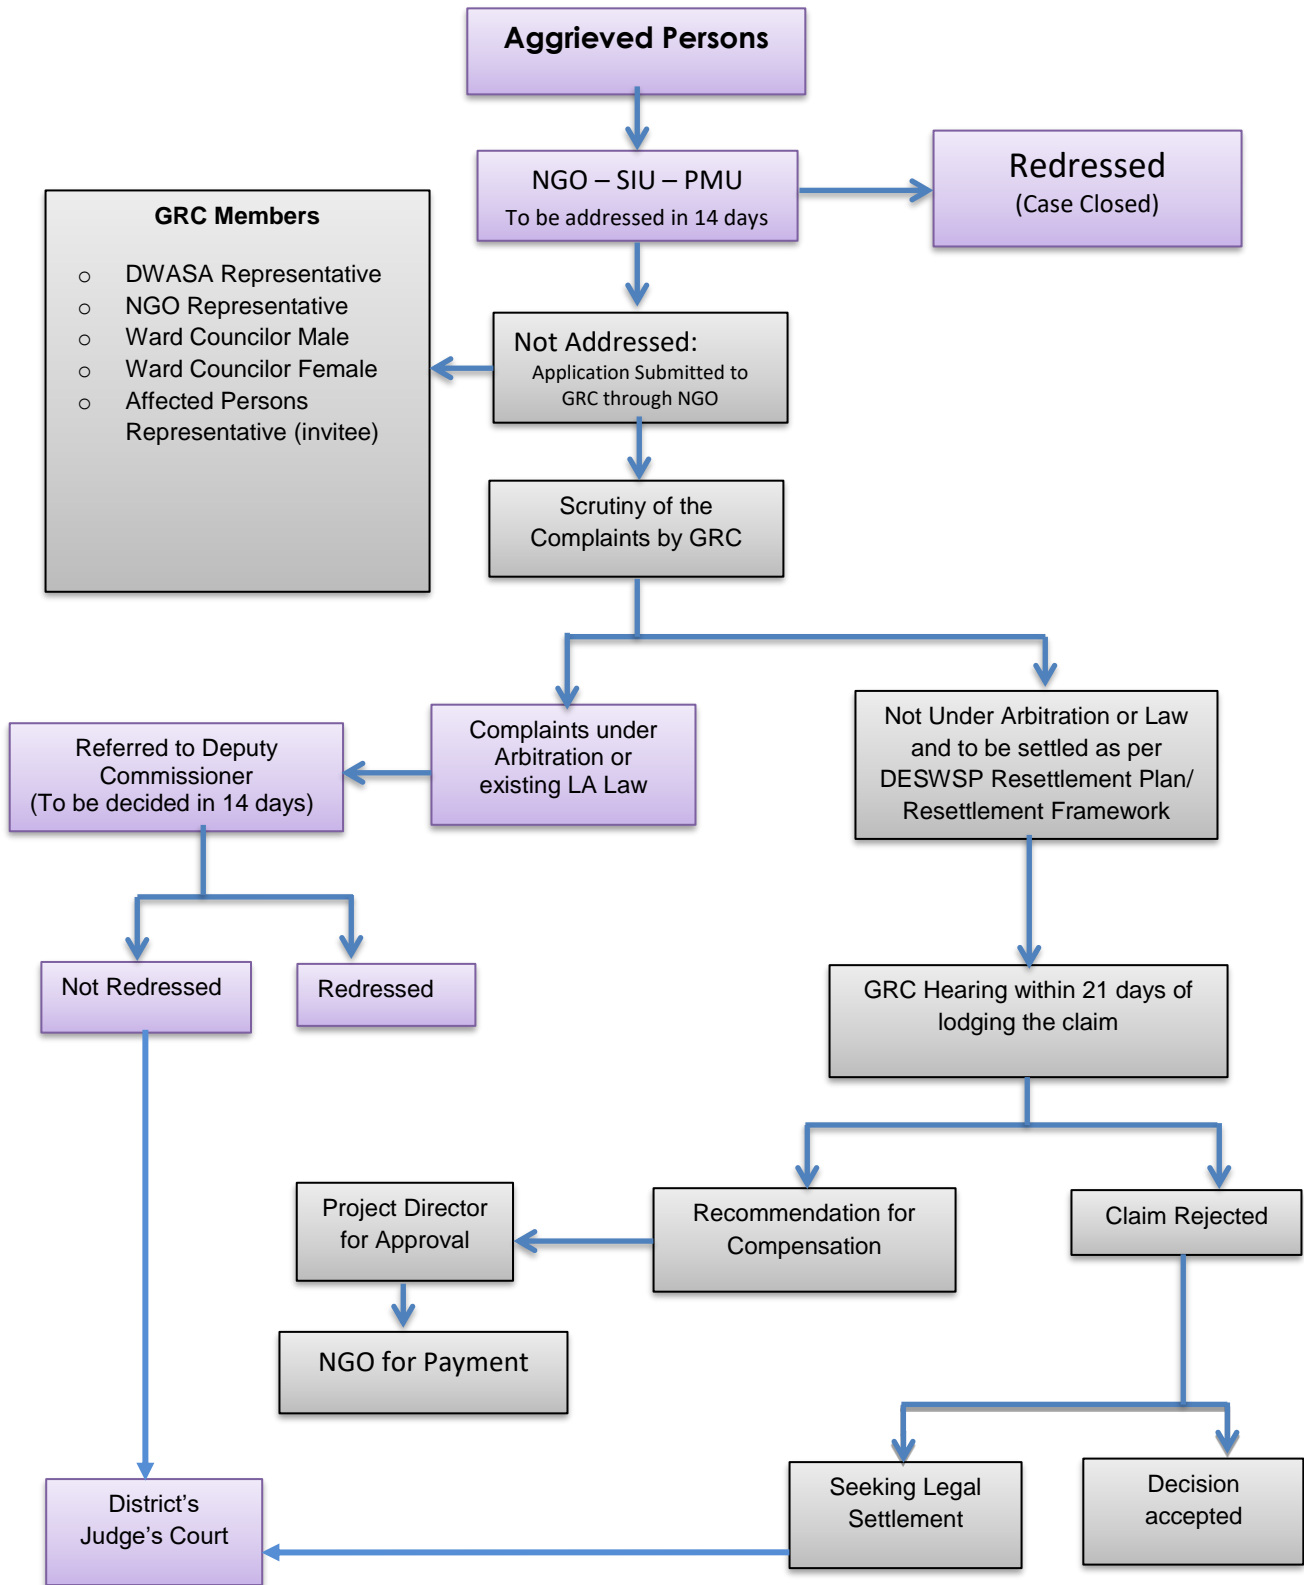 Aggrieved Persons
NGO – SIU – PMU
To be addressed in 14 days
Redressed
(Case Closed)
GRC Members
o DWASA Representative
o NGO Representative
o Ward Councilor Male
o Ward Councilor Female
o Affected Persons
Representative (invitee)
Not Addressed:
Application Submitted to
GRC through NGO
Scrutiny of the
Complaints by GRC
Referred to Deputy
Commissioner
(To be decided in 14 days)
Complaints under
Arbitration or
existing LA Law
Not Under Arbitration or Law
and to be settled as per
DESWSP Resettlement Plan/
Resettlement Framework
Not Redressed
Redressed
GRC Hearing within 21 days of
lodging the claim
Project Director
for Approval
Recommendation for
Compensation
Claim Rejected
NGO for Payment
District's
Judge's Court
Seeking Legal
Settlement
Decision
accepted